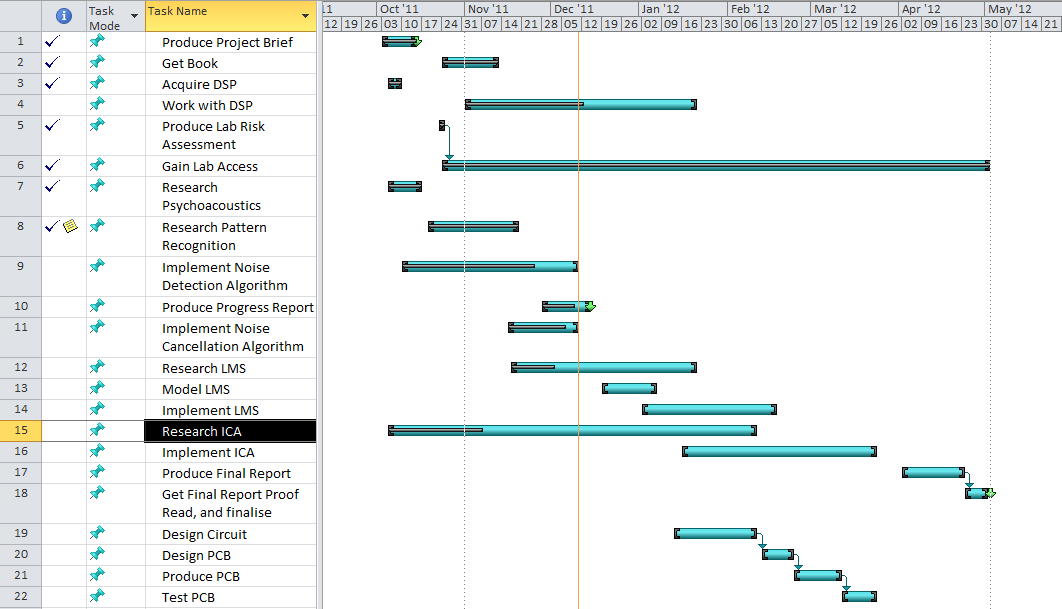 Task Mode Task Name
:1 Oct '11 Nov '11 Dec '11 Jan '12 Feb '12 Mar '12 Apr '12 May '12
12 19 26 03 10 17 24 31 07 14 21 28 05 12 19 26 02 09 16 23 30 06 13 20 27 05 12 19 26 02 09 16 23 30 07 14 21
1 Produce Project Brief
2 Get Book
3 Acquire DSP
4 Work with DSP
5 Produce Lab Risk
Assessment
6 Gain Lab Access
7 Research
Psychoacoustics
8 Research Pattern
Recognition
9 Implement Noise
Detection Algorithm
10 Produce Progress Report
11 Implement Noise
Cancellation Algorithm
12 Research LMS
13 Model LMS
14 Implement LMS
15 Research ICA
16 Implement ICA
17 Produce Final Report
18 Get Final Report Proof
Read, and finalise
19 Design Circuit
20 Design PCB
21 Produce PCB
22 Test PCB